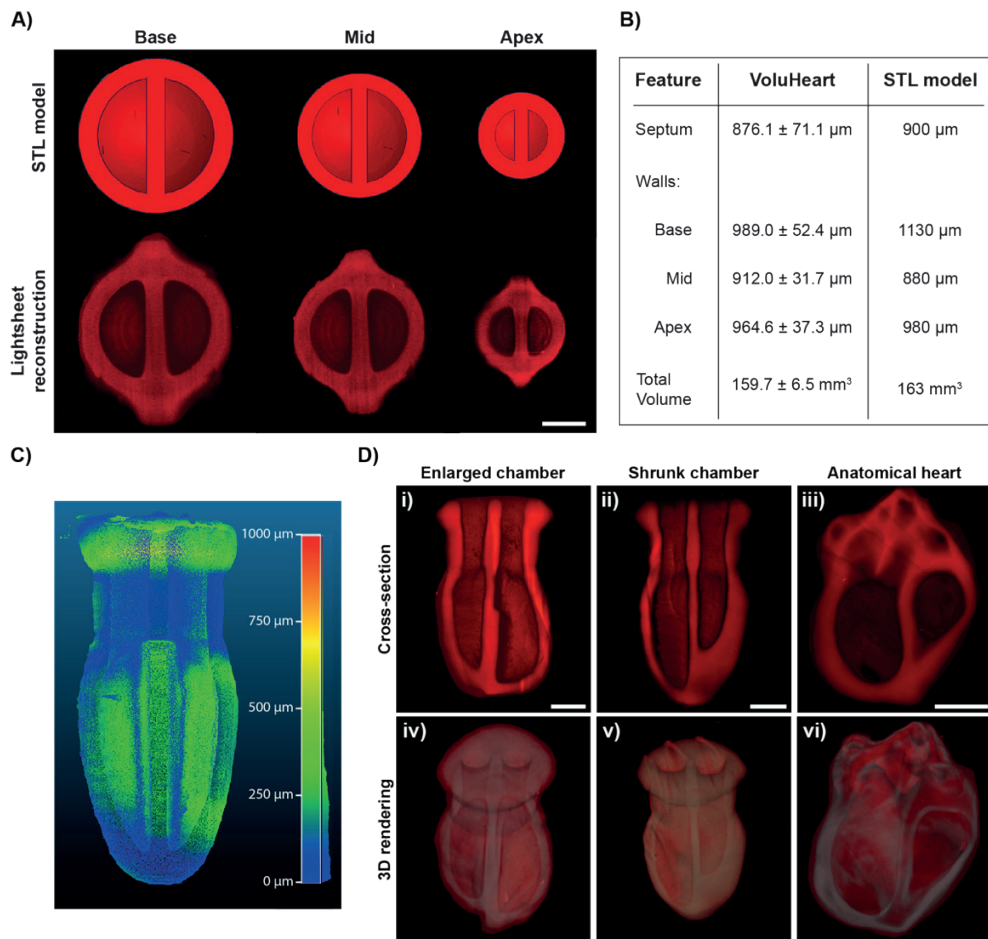 A)
Base Mid Apex
STL model
Lightsheet
reconstruction
B)
Feature VoluHeart STL model
Septum 876.1 ± 71.1 µm 900 µm
Walls:
Base 989.0 ± 52.4 µm 1130 µm
Mid 912.0 ± 31.7 µm 880 µm
Apex 964.6 ± 37.3 µm 980 µm
Total
Volume 159.7 ± 6.5 mm³ 163 mm³
C)
1000 µm
750 µm
500 µm
250 µm
0 µm
D)
Enlarged chamber Shrunk chamber Anatomical heart
Cross-section
i) ii) iii)
3D rendering
iv) v) vi)